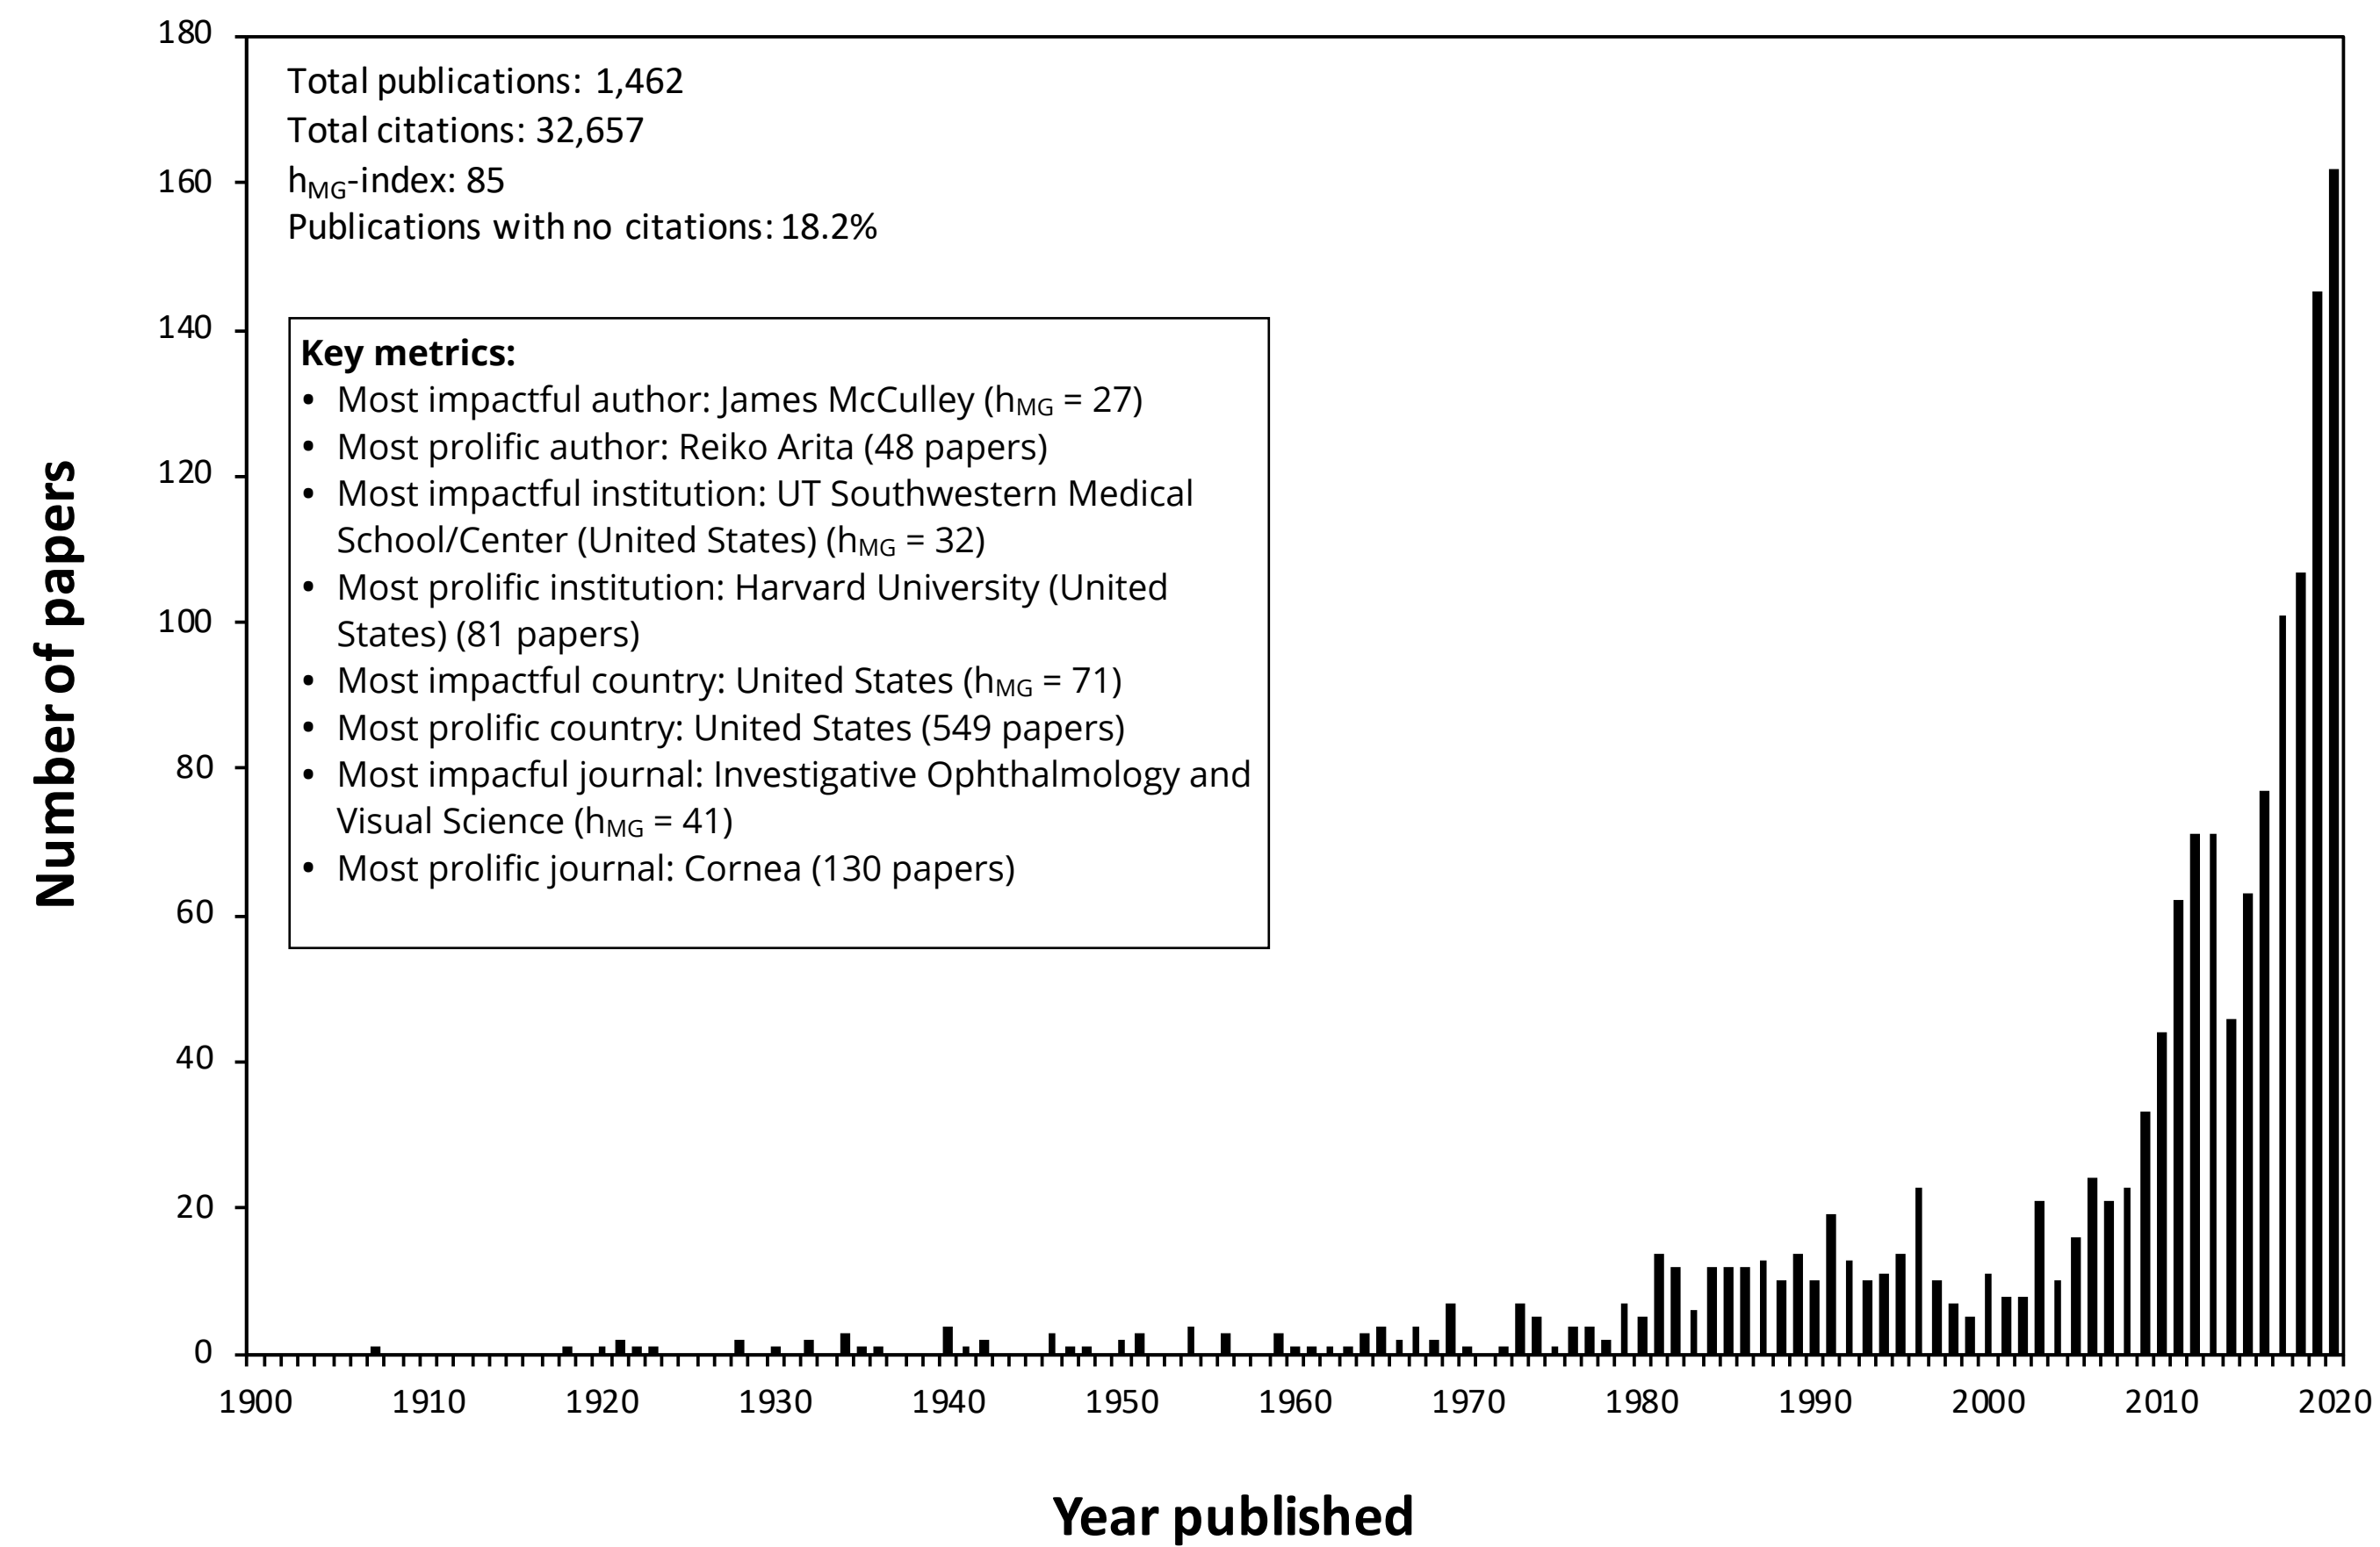 180
Total publications: 1,462
Total citations: 32,657
hMG-index: 85
Publications with no citations: 18.2%
160
140
Key metrics:
• Most impactful author: James McCulley (hMG = 27)
• Most prolific author: Reiko Arita (48 papers)
• Most impactful institution: UT Southwestern Medical
School/Center (United States) (hMG = 32)
• Most prolific institution: Harvard University (United
States) (81 papers)
• Most impactful country: United States (hMG = 71)
• Most prolific country: United States (549 papers)
• Most impacful journal: Investigative Ophthalmology and
Visual Science (hMG = 41)
• Most prolific journal: Cornea (130 papers)
120
100
80
60
40
20
0
Number of papers
1900 1910 1920 1930 1940 1950 1960 1970 1980 1990 2000 2010 2020
Year published